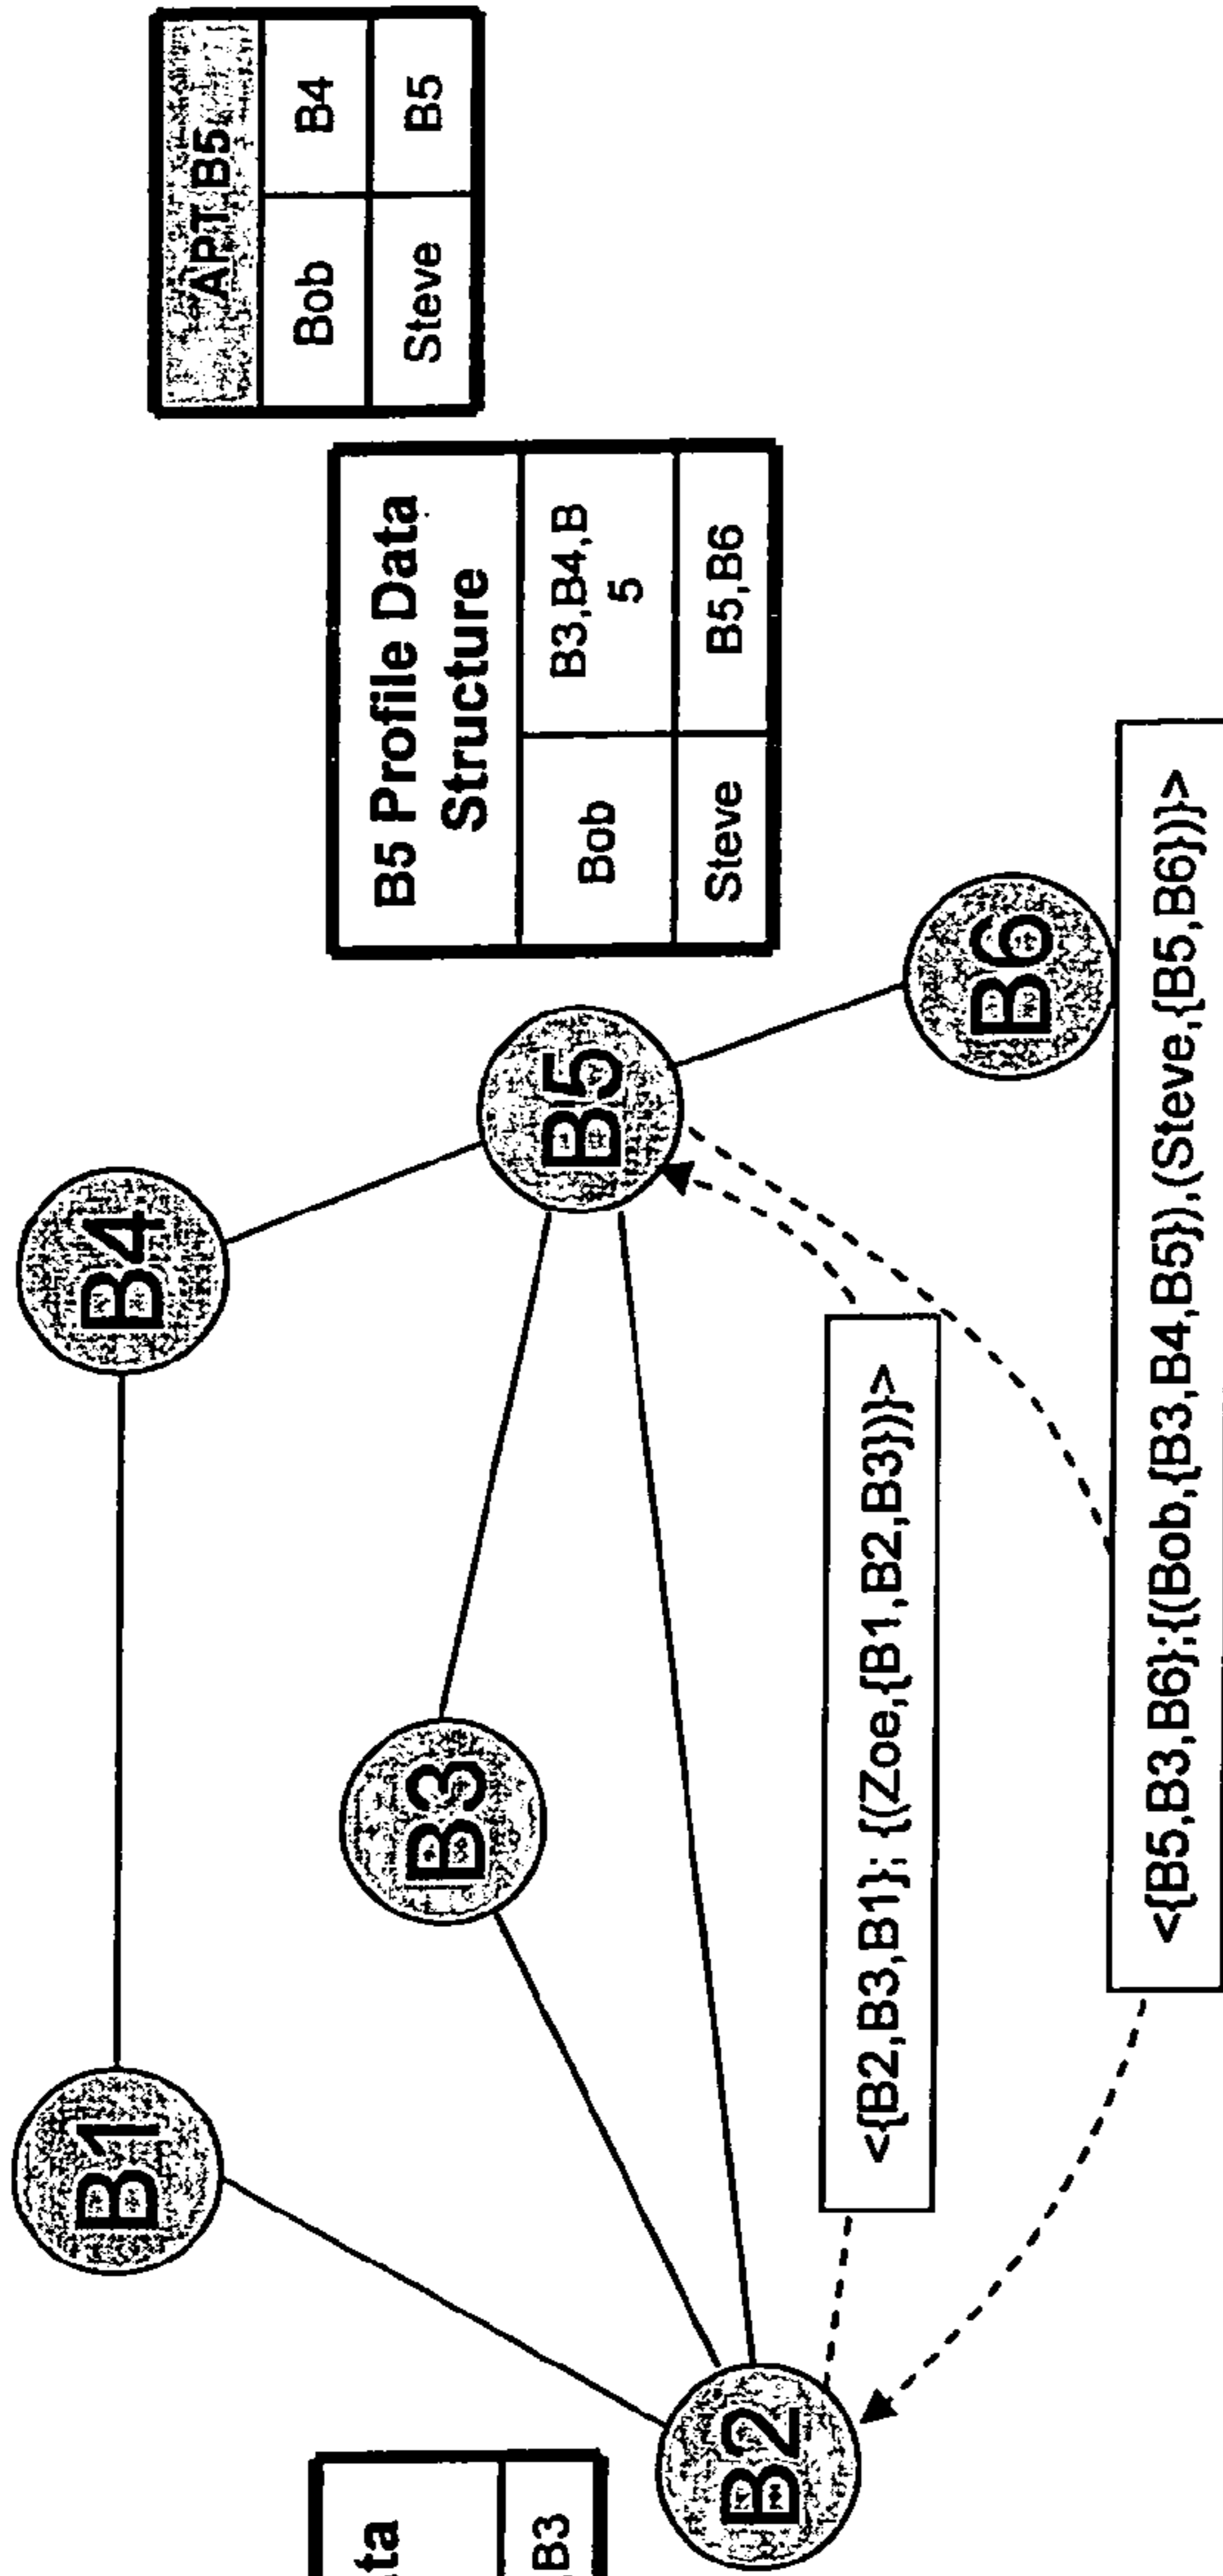 APT.B5
Bob B4
Steve B5
B5 Profile Data
Structure
Bob B3,B4,B
5
Steve B5,B6
B1
B4
B3
B5
B2
B6
ta
B3
<{B2,B3,B1}; {(Zoe,{B1,B2,B3})}>
<{B5,B3,B6};{(Bob,{B3,B4,B5}),(Steve,{B5,B6})}>